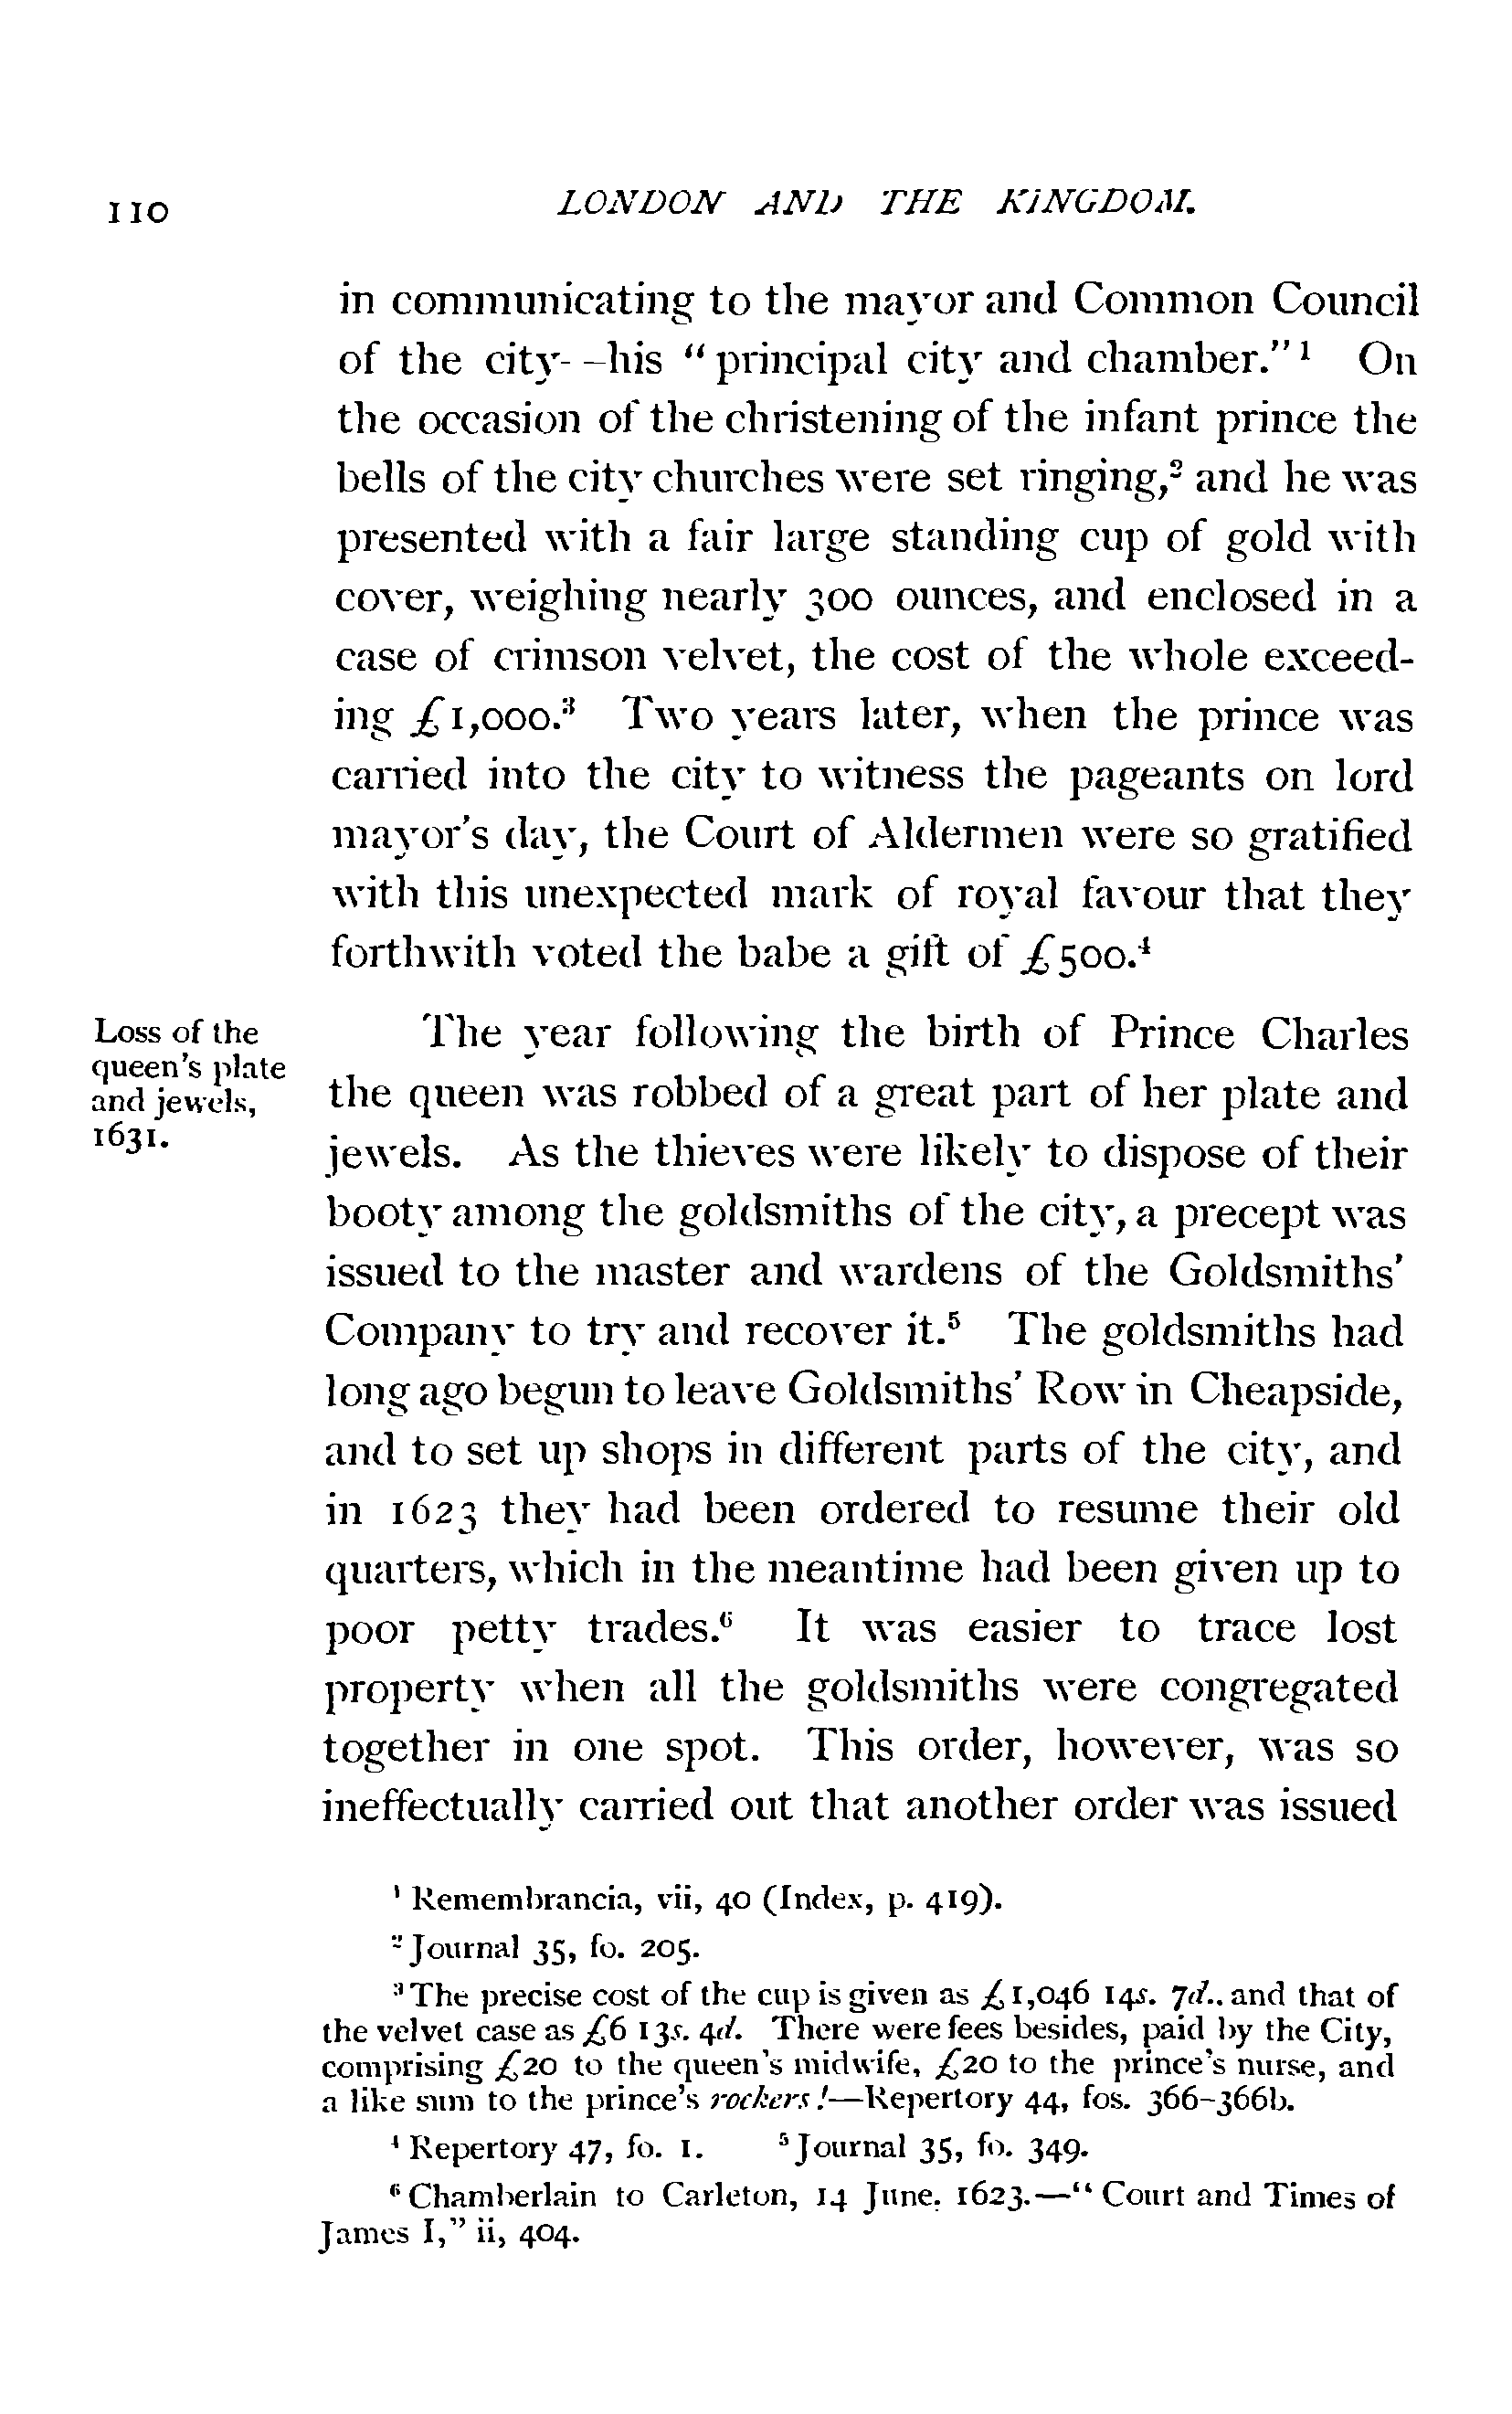 110 LONDON AND THE KINGDOM.
in communicating to the mayor and Common Council
of the city--his "principal city and chamber."¹ On
the occasion of the christening of the infant prince the
bells of the city churches were set ringing,² and he was
presented with a fair large standing cup of gold with
cover, weighing nearly 300 ounces, and enclosed in a
case of crimson velvet, the cost of the whole exceed-
ing £1,000.³ Two years later, when the prince was
carried into the city to witness the pageants on lord
mayor's day, the Court of Aldermen were so gratified
with this unexpected mark of royal favour that they
forthwith voted the babe a gift of £500.⁴
Loss of the
queen's plate
and jewels,
1631.
The year following the birth of Prince Charles
the queen was robbed of a great part of her plate and
jewels. As the thieves were likely to dispose of their
booty among the goldsmiths of the city, a precept was
issued to the master and wardens of the Goldsmiths'
Company to try and recover it.⁵ The goldsmiths had
long ago begun to leave Goldsmiths' Row in Cheapside,
and to set up shops in different parts of the city, and
in 1623 they had been ordered to resume their old
quarters, which in the meantime had been given up to
poor petty trades.⁶ It was easier to trace lost
property when all the goldsmiths were congregated
together in one spot. This order, however, was so
ineffectually carried out that another order was issued
¹ Remembrancia, vii, 40 (Index, p. 419).
² Journal 35, fo. 205.
³ The precise cost of the cup is given as £1,046 14s. 7d.. and that of
the velvet case as £6 13s. 4d. There were fees besides, paid by the City,
comprising £20 to the queen's midwife, £20 to the prince's nurse, and
a like sum to the prince's rockers!—Repertory 44, fos. 366-366b.
⁴ Repertory 47, fo. 1. ⁵ Journal 35, fo. 349.
⁶ Chamberlain to Carleton, 14 June. 1623.—"Court and Times of
James I," ii, 404.